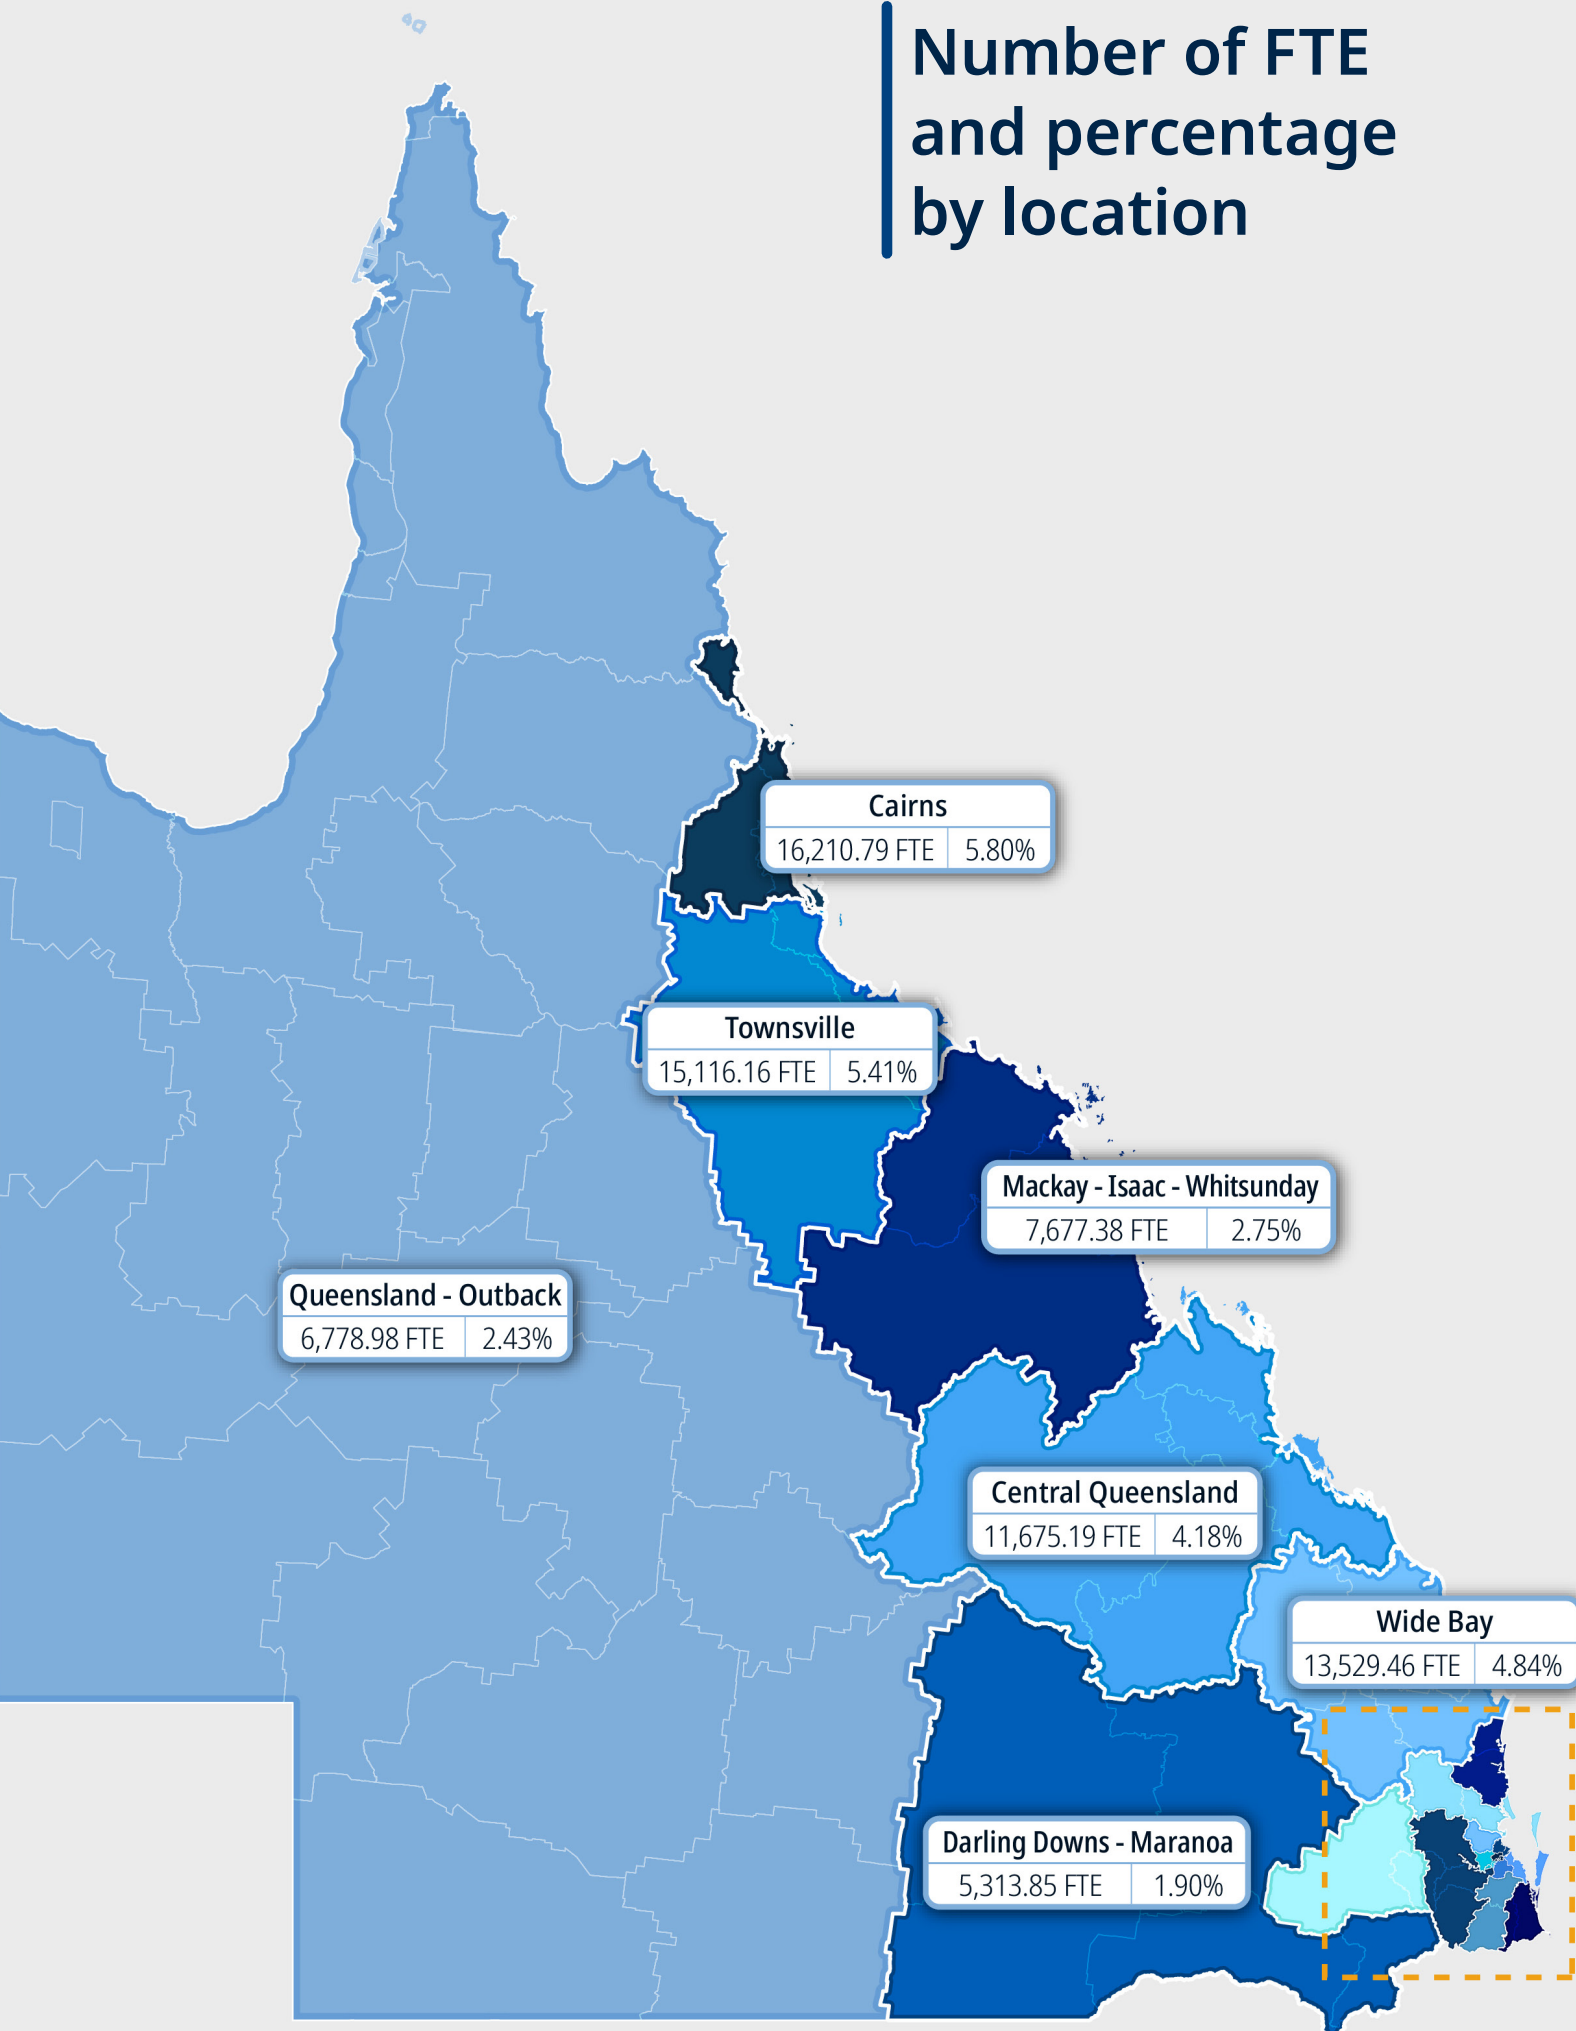 Number of FTE
and percentage
by location
Cairns
16,210.79 FTE 5.80%
Townsville
15,116.16 FTE 5.41%
Mackay - Isaac - Whitsunday
7,677.38 FTE 2.75%
Queensland - Outback
6,778.98 FTE 2.43%
Central Queensland
11,675.19 FTE 4.18%
Wide Bay
13,529.46 FTE 4.84%
Darling Downs - Maranoa
5,313.85 FTE 1.90%